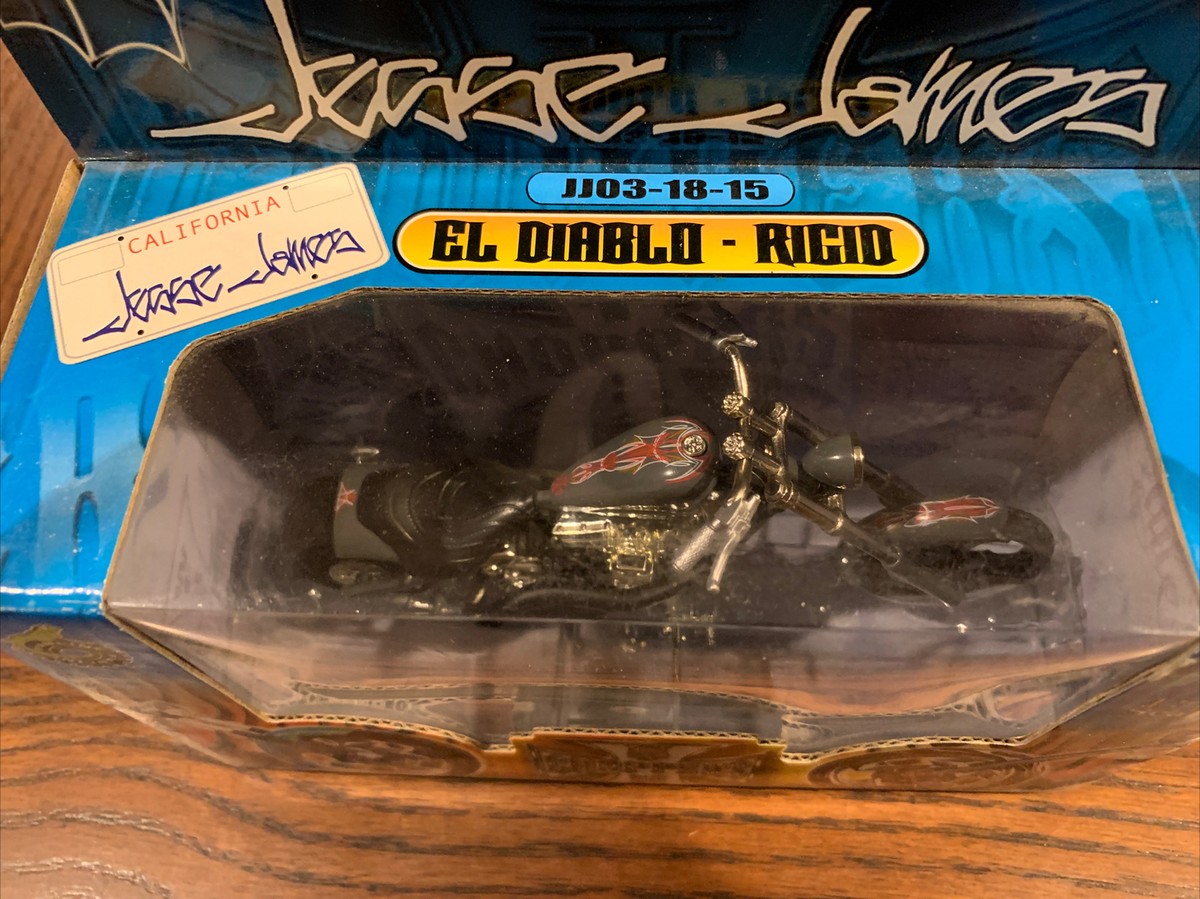 Jesse James
JJ03-18-15
EL DIABLO - RIGID
CALIFORNIA
Jesse James